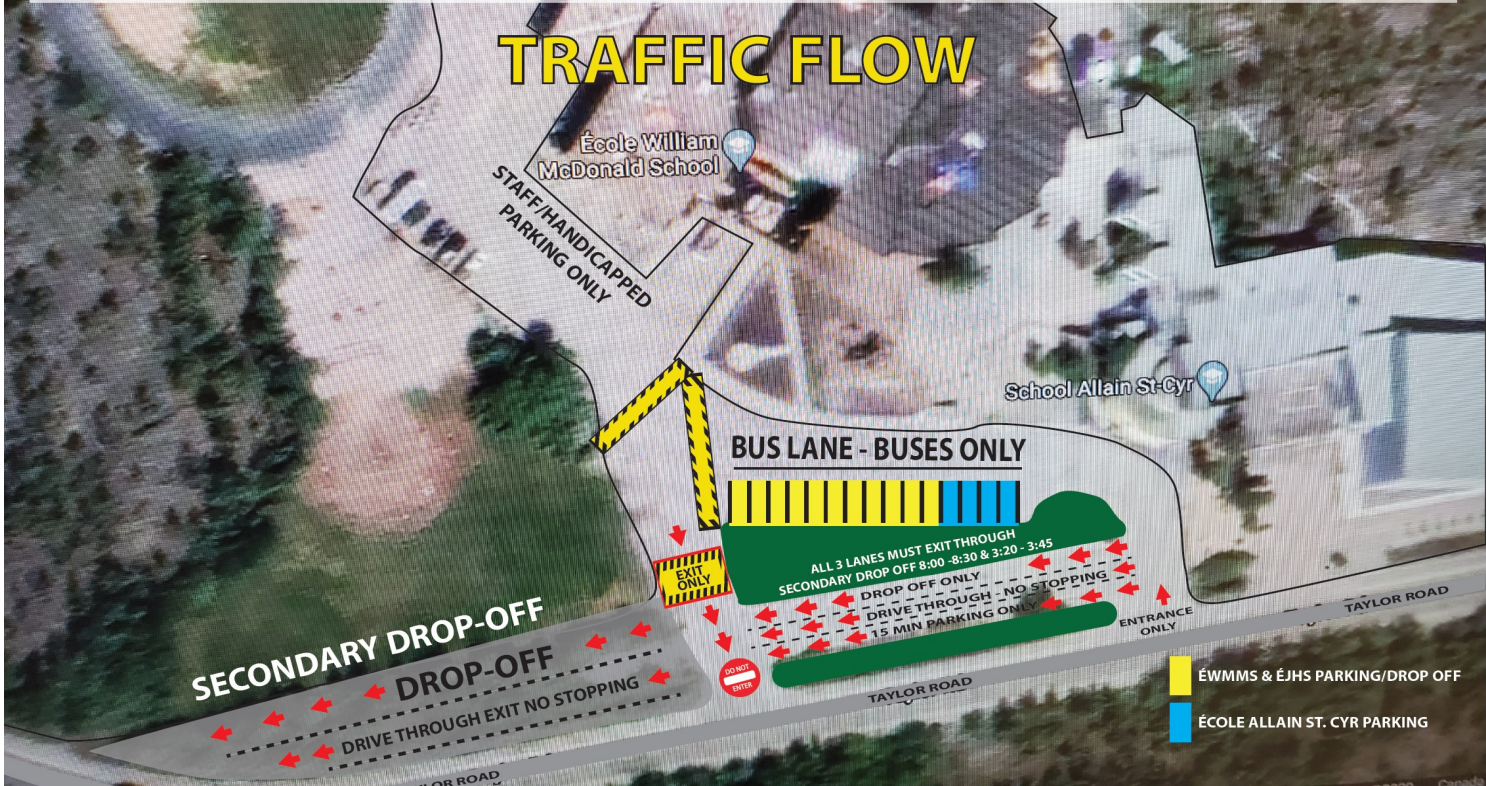 TRAFFIC FLOW
École William
McDonald School
STAFF/HANDICAPPED
PARKING ONLY
School Allain St-Cyr
BUS LANE - BUSES ONLY
ALL 3 LANES MUST EXIT THROUGH
SECONDARY DROP OFF 8:00 -8:30 & 3:20 - 3:45
DROP OFF ONLY
DRIVE THROUGH - NO STOPPING
15 MIN PARKING ONLY
EXIT
ONLY
ENTRANCE
ONLY
TAYLOR ROAD
SECONDARY DROP-OFF
DROP-OFF
DRIVE THROUGH EXIT NO STOPPING
DO NOT
ENTER
TAYLOR ROAD
ÉWMMS & ÉJHS PARKING/DROP OFF
ÉCOLE ALLAIN ST. CYR PARKING
LOR ROAD
Canada